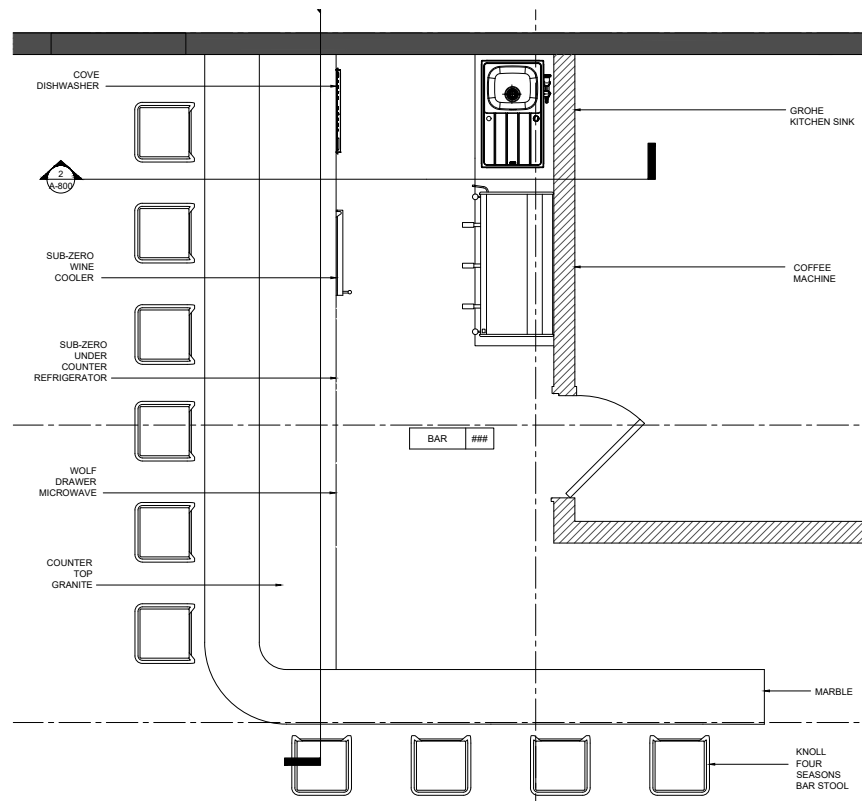 COVE
DISHWASHER
GROHE
KITCHEN SINK
2
A-800
SUB-ZERO
WINE
COOLER
COFFEE
MACHINE
SUB-ZERO
UNDER
COUNTER
REFRIGERATOR
BAR ###
WOLF
DRAWER
MICROWAVE
COUNTER
TOP
GRANITE
MARBLE
KNOLL
FOUR
SEASONS
BAR STOOL